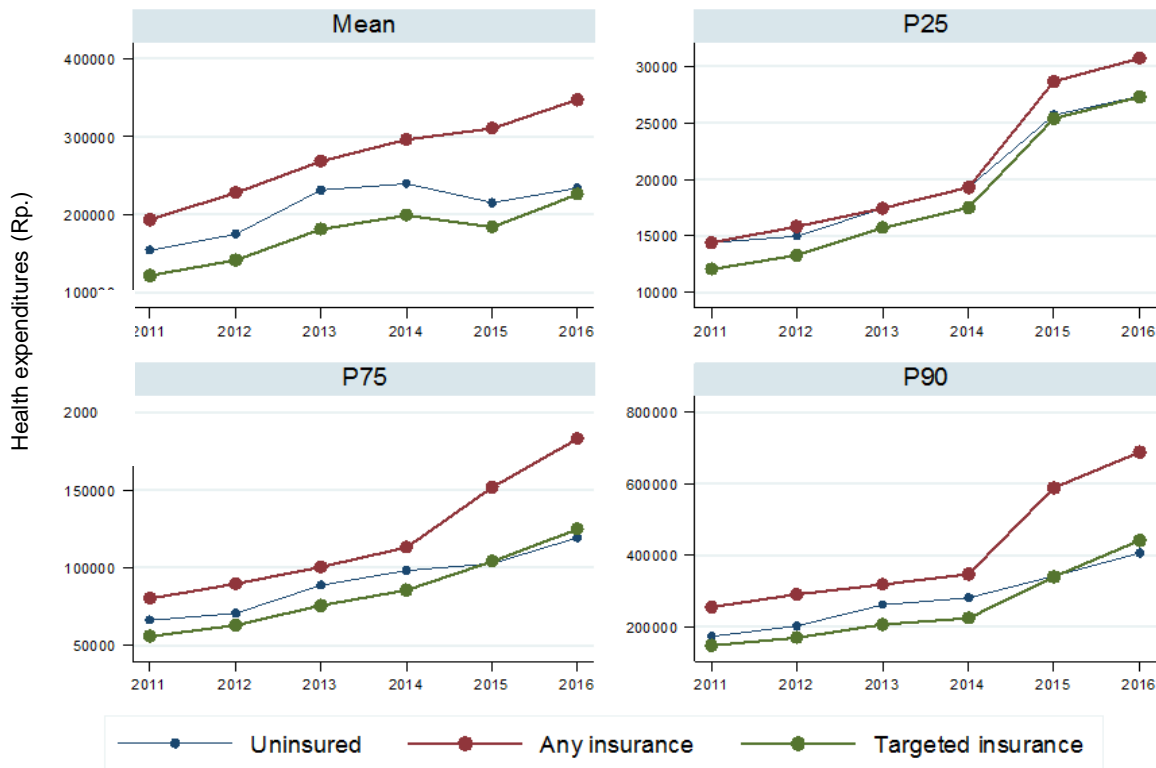 Health expenditures (Rp.)
Mean
400000
300000
200000
2011 2012 2013 2014 2015 2016
P25
30000
25000
20000
15000
10000
2011 2012 2013 2014 2015 2016
P75
2000
150000
100000
50000
2011 2012 2013 2014 2015 2016
P90
800000
600000
400000
200000
2011 2012 2013 2014 2015 2016
Uninsured Any insurance Targeted insurance